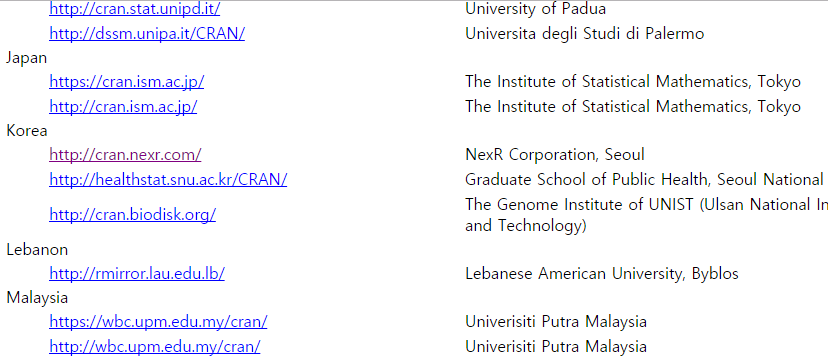 http://cran.stat.unipd.it/ University of Padua
http://dssm.unipa.it/CRAN/ Universita degli Studi di Palermo
Japan
https://cran.ism.ac.jp/ The Institute of Statistical Mathematics, Tokyo
http://cran.ism.ac.jp/ The Institute of Statistical Mathematics, Tokyo
Korea
http://cran.nexr.com/ NexR Corporation, Seoul
http://healthstat.snu.ac.kr/CRAN/ Graduate School of Public Health, Seoul National
http://cran.biodisk.org/ The Genome Institute of UNIST (Ulsan National In
and Technology)
Lebanon
http://rmirror.lau.edu.lb/ Lebanese American University, Byblos
Malaysia
https://wbc.upm.edu.my/cran/ Univerisiti Putra Malaysia
http://wbc.upm.edu.my/cran/ Univerisiti Putra Malaysia